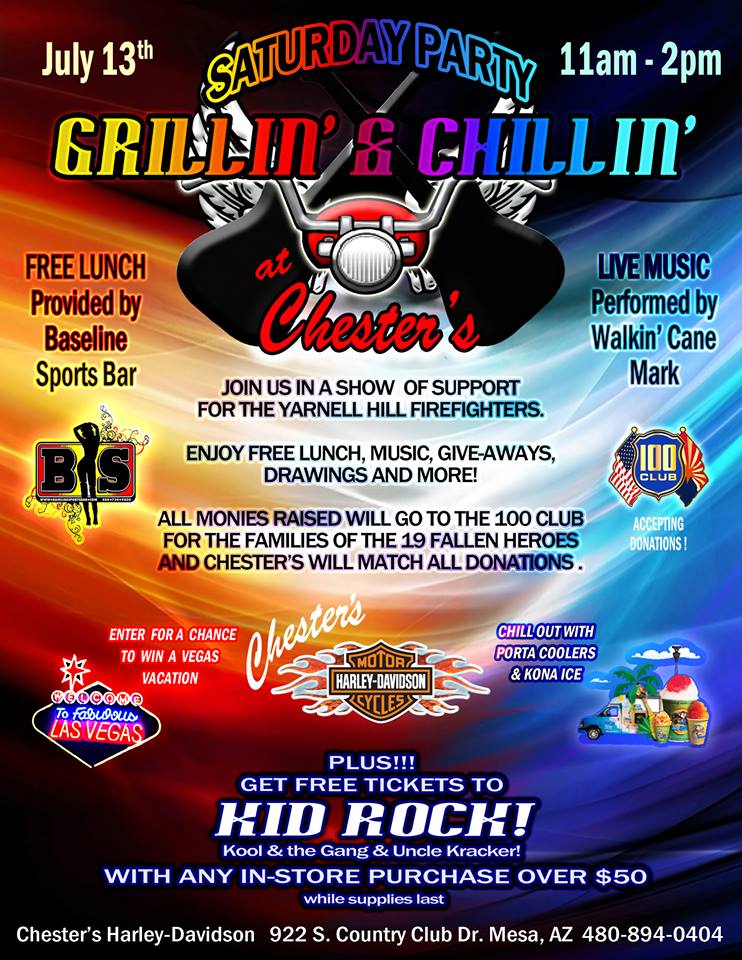 July 13th
SATURDAY PARTY
11am - 2pm
GRILLIN' & CHILLIN'
at
Chester's
FREE LUNCH
Provided by
Baseline
Sports Bar
LIVE MUSIC
Performed by
Walkin' Cane
Mark
JOIN US IN A SHOW OF SUPPORT
FOR THE YARNELL HILL FIREFIGHTERS.
ENJOY FREE LUNCH, MUSIC, GIVE-AWAYS,
DRAWINGS AND MORE!
ALL MONIES RAISED WILL GO TO THE 100 CLUB
FOR THE FAMILIES OF THE 19 FALLEN HEROES
AND CHESTER'S WILL MATCH ALL DONATIONS .
B S
100
CLUB
ACCEPTING
DONATIONS !
ENTER FOR A CHANCE
TO WIN A VEGAS
VACATION
WELCOME
To Fabulous
LAS VEGAS
Chester's
MOTOR
HARLEY-DAVIDSON
CYCLES
CHILL OUT WITH
PORTA COOLERS
& KONA ICE
PLUS!!!
GET FREE TICKETS TO
KID ROCK!
Kool & the Gang & Uncle Kracker!
WITH ANY IN-STORE PURCHASE OVER $50
while supplies last
Chester's Harley-Davidson 922 S. Country Club Dr. Mesa, AZ 480-894-0404